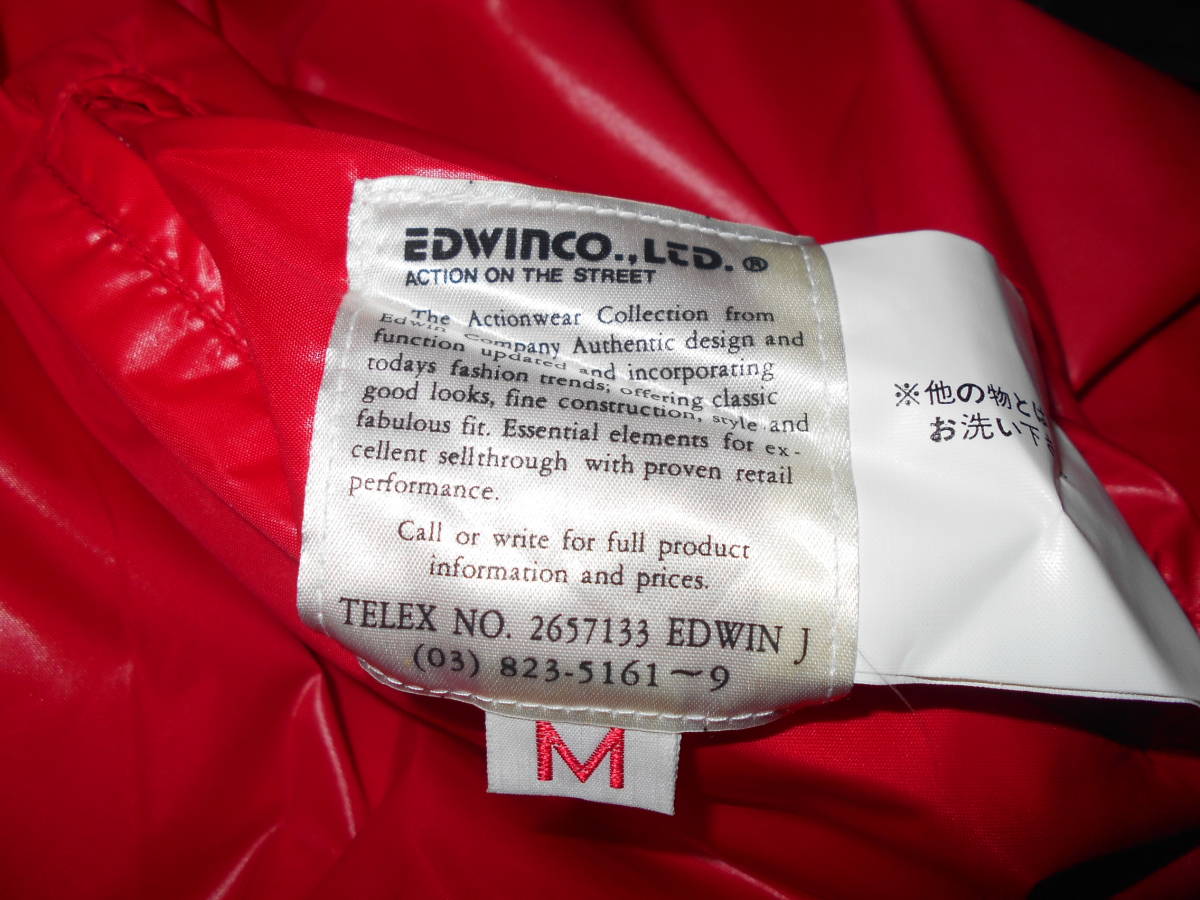 EDWINCO.,LTD.®
ACTION ON THE STREET
The Actionwear Collection from
Edwin Company Authentic design and
function updated and incorporating
todays fashion trends; offering classic
good looks, fine construction, style and
fabulous fit. Essential elements for ex-
cellent sellthrough with proven retail
performance.
Call or write for full product
information and prices.
TELEX NO. 2657133 EDWIN J
(03) 823-5161〜9
M
※他の物とは
お洗い下